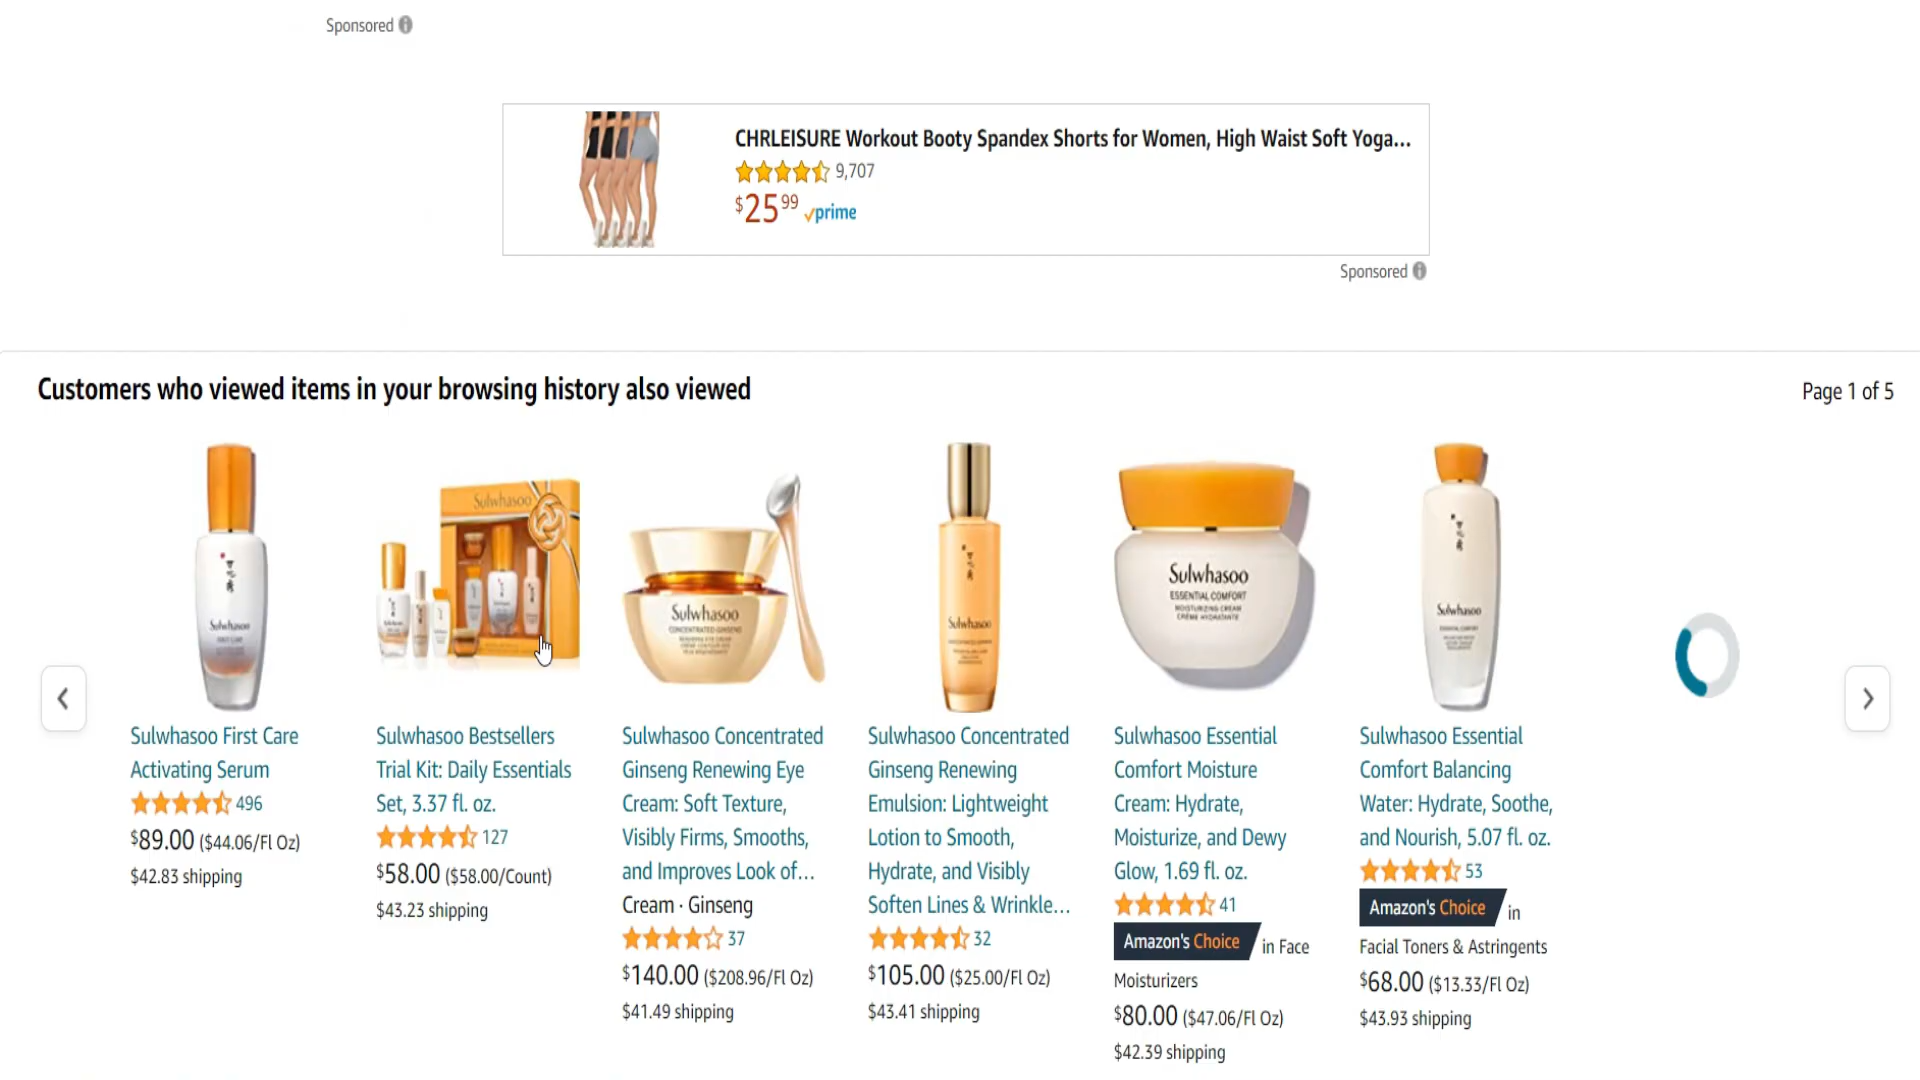 Sponsored
CHRLEISURE Workout Booty Spandex Shorts for Women, High Waist Soft Yoga...
9,707
$25 99 prime
Sponsored
Customers who viewed items in your browsing history also viewed
Page 1 of 5
Sulwhasoo
Sulwhasoo
Sulwhasoo
CONCENTRATED GINSENG
Sulwhasoo
Sulwhasoo
ESSENTIAL COMFORT
MOISTURIZING CREAM
CRÈME HYDRATANTE
Sulwhasoo
Sulwhasoo First Care
Activating Serum
496
$89.00 ($44.06/Fl Oz)
$42.83 shipping
Sulwhasoo Bestsellers
Trial Kit: Daily Essentials
Set, 3.37 fl. oz.
127
$58.00 ($58.00/Count)
$43.23 shipping
Sulwhasoo Concentrated
Ginseng Renewing Eye
Cream: Soft Texture,
Visibly Firms, Smooths,
and Improves Look of...
Cream · Ginseng
37
$140.00 ($208.96/Fl Oz)
$41.49 shipping
Sulwhasoo Concentrated
Ginseng Renewing
Emulsion: Lightweight
Lotion to Smooth,
Hydrate, and Visibly
Soften Lines & Wrinkle...
32
$105.00 ($25.00/Fl Oz)
$43.41 shipping
Sulwhasoo Essential
Comfort Moisture
Cream: Hydrate,
Moisturize, and Dewy
Glow, 1.69 fl. oz.
41
Amazon's Choice in Face
Moisturizers
$80.00 ($47.06/Fl Oz)
$42.39 shipping
Sulwhasoo Essential
Comfort Balancing
Water: Hydrate, Soothe,
and Nourish, 5.07 fl. oz.
53
Amazon's Choice in
Facial Toners & Astringents
$68.00 ($13.33/Fl Oz)
$43.93 shipping